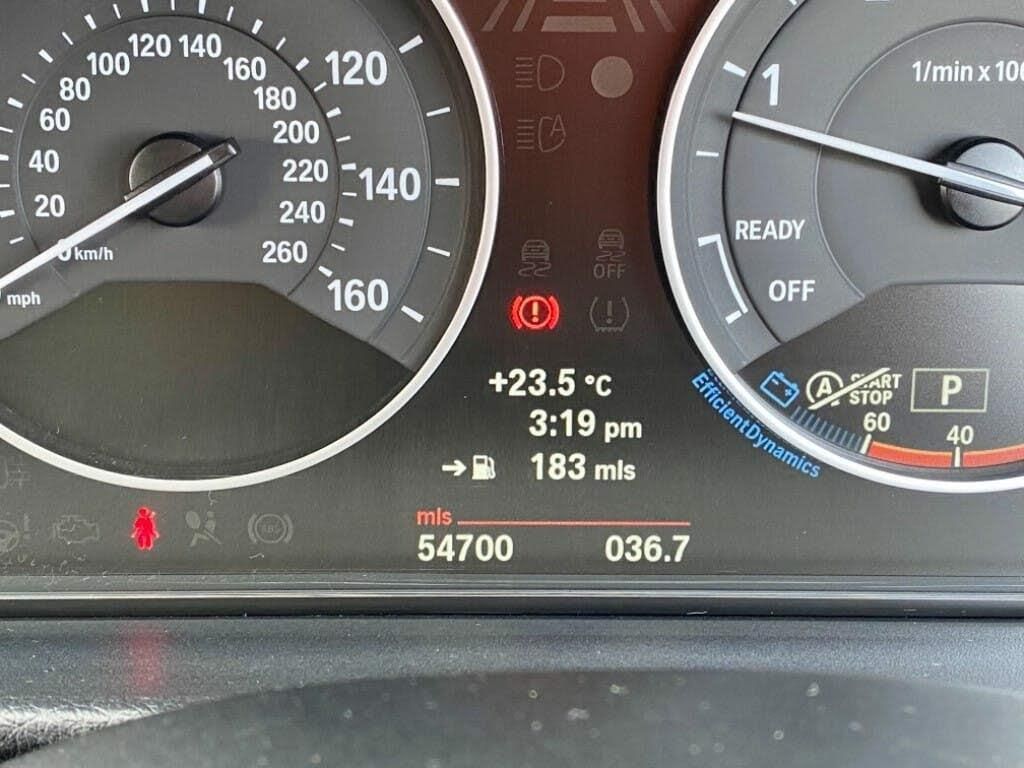 20 40 60 80 100 120 140 160 180 200 220 240 260
0 km/h
mph
120
140
160
OFF
+23.5 °C
3:19 pm
183 mls
mls
54700 036.7
1
1/min x 100
READY
OFF
A START
STOP
P
60 40
EfficientDynamics